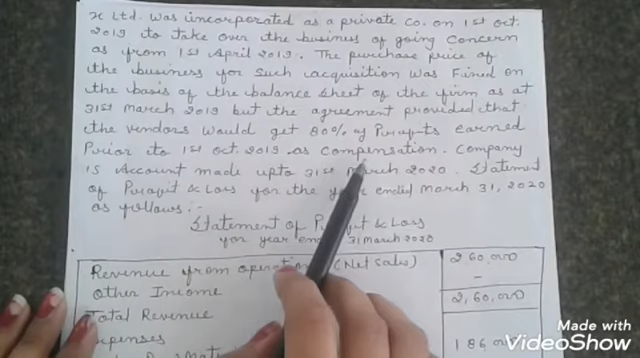 x Ltd. was incorporated as a private co. on 1st oct.
2019 to take over the business of going concern
as from 1st April 2019. The purchase price of
the business for such acquisition was fixed on
the basis of the balance sheet of the firm as at
31st march 2019 but the agreement provided that
the vendors would get 80% of Profits earned
Prior to 1st oct. 2019 as compensation. Company
is Account made upto 31st march 2020. Statement
of Profit & Loss for the year ended march 31, 2020
as follows:-
Statement of Profit & Loss
for year ended 31 march 2020
Revenue from operations (Net sales) 2,60,000
Other Income -
Total Revenue 2,60,000
Expenses
186
Made with
VideoShow